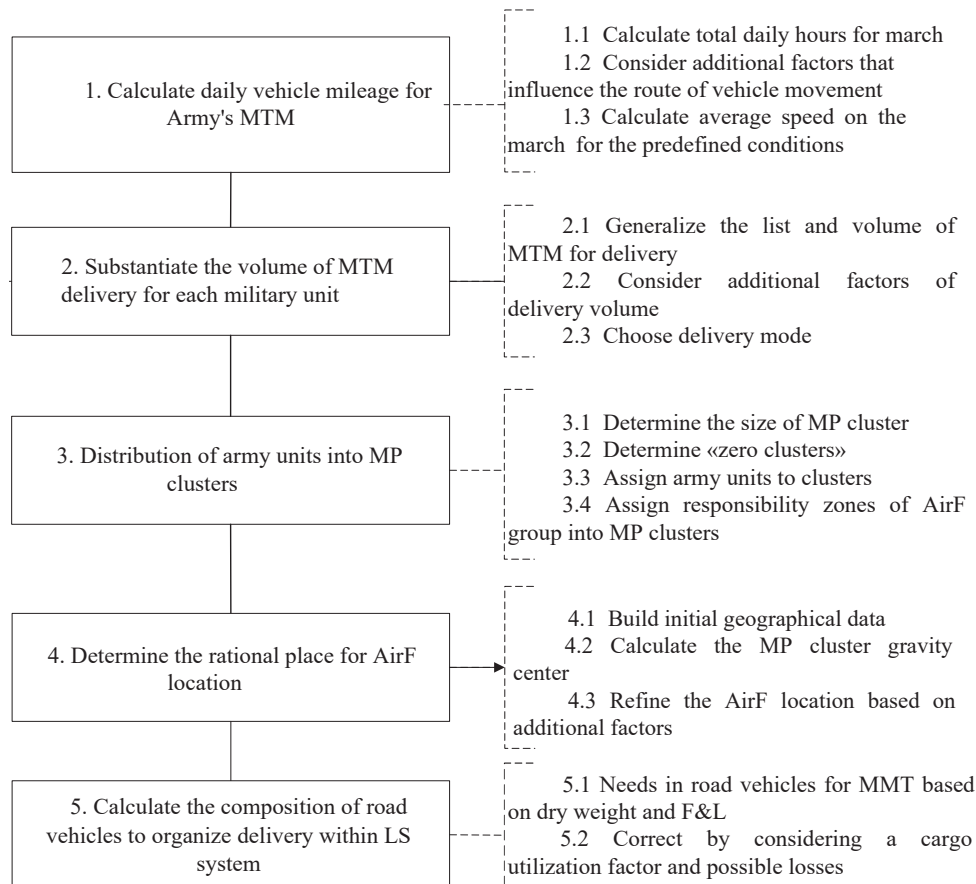 1. Calculate daily vehicle mileage for
Army's MTM
1.1 Calculate total daily hours for march
1.2 Consider additional factors that
influence the route of vehicle movement
1.3 Calculate average speed on the
march for the predefined conditions
2. Substantiate the volume of MTM
delivery for each military unit
2.1 Generalize the list and volume of
MTM for delivery
2.2 Consider additional factors of
delivery volume
2.3 Choose delivery mode
3. Distribution of army units into MP
clusters
3.1 Determine the size of MP cluster
3.2 Determine «zero clusters»
3.3 Assign army units to clusters
3.4 Assign responsibility zones of AirF
group into MP clusters
4. Determine the rational place for AirF
location
4.1 Build initial geographical data
4.2 Calculate the MP cluster gravity
center
4.3 Refine the AirF location based on
additional factors
5. Calculate the composition of road
vehicles to organize delivery within LS
system
5.1 Needs in road vehicles for MMT based
on dry weight and F&L
5.2 Correct by considering a cargo
utilization factor and possible losses